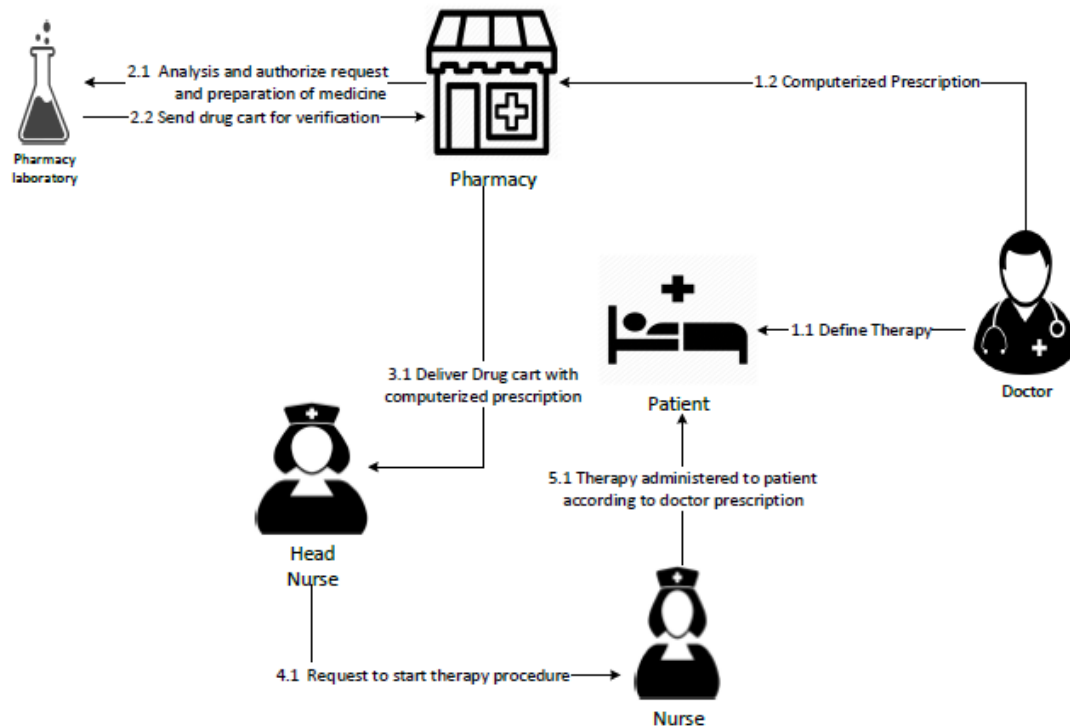 2.1 Analysis and authorize request
and preparation of medicine
2.2 Send drug cart for verification
Pharmacy
laboratory
Pharmacy
1.2 Computerized Prescription
1.1 Define Therapy
Doctor
Patient
3.1 Deliver Drug cart with
computerized prescription
Head
Nurse
5.1 Therapy administered to patient
according to doctor prescription
4.1 Request to start therapy procedure
Nurse